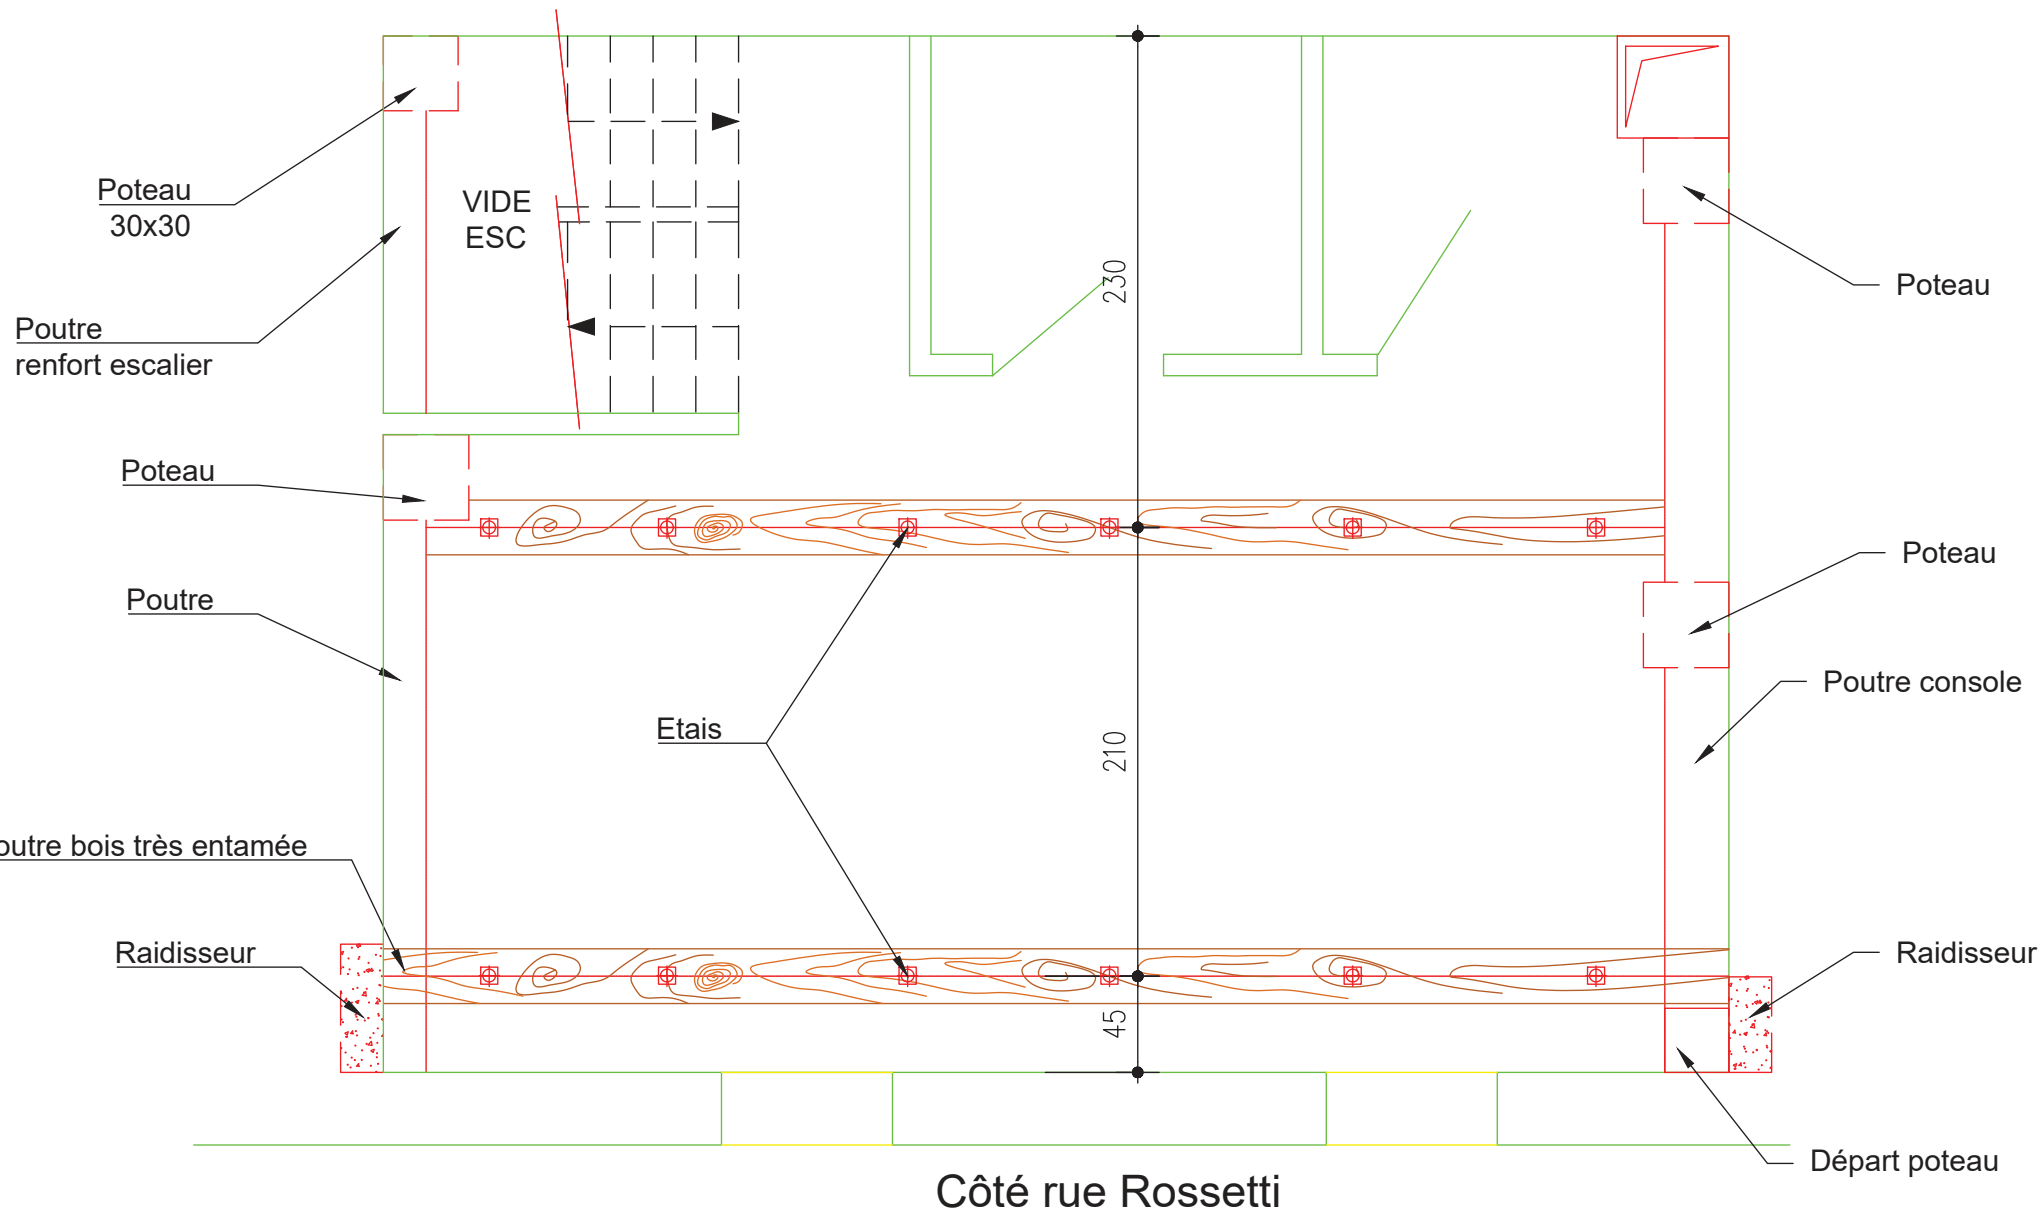 Poteau
30x30
VIDE
ESC
230
Poteau
Poutre
renfort escalier
Poteau
Poteau
Poutre
Poutre console
Etais
210
outre bois très entamée
Raidisseur
Raidisseur
45
Départ poteau
Côté rue Rossetti